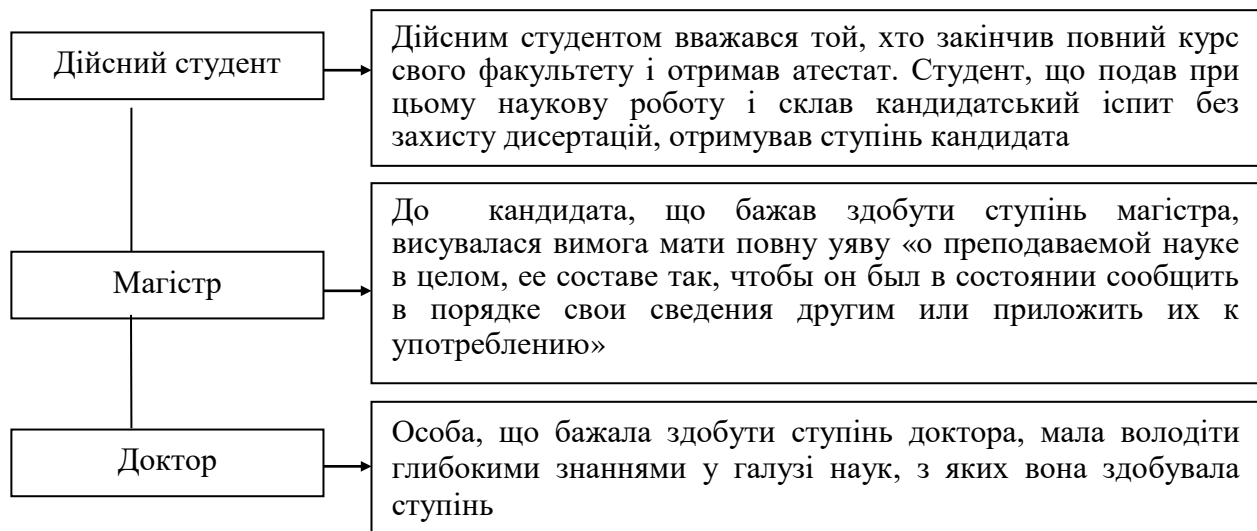 Дійсний студент
Дійсним студентом вважався той, хто закінчив повний курс
свого факультету і отримав атестат. Студент, що подав при
цьому наукову роботу і склав кандидатський іспит без
захисту дисертацій, отримував ступінь кандидата
Магістр
До кандидата, що бажав здобути ступінь магістра,
висувалася вимога мати повну уяву «о преподаваемой науке
в целом, ее составе так, чтобы он был в состоянии сообщить
в порядке свои сведения другим или приложить их к
употреблению»
Доктор
Особа, що бажала здобути ступінь доктора, мала володіти
глибокими знаннями у галузі наук, з яких вона здобувала
ступінь